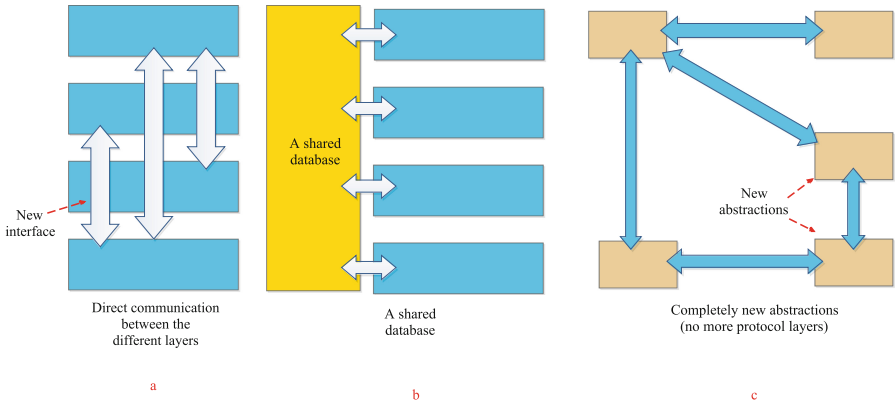 New
interface
Direct communication
between the
different layers
a
A shared
database
A shared
database
b
New
abstractions
Completely new abstractions
(no more protocol layers)
c